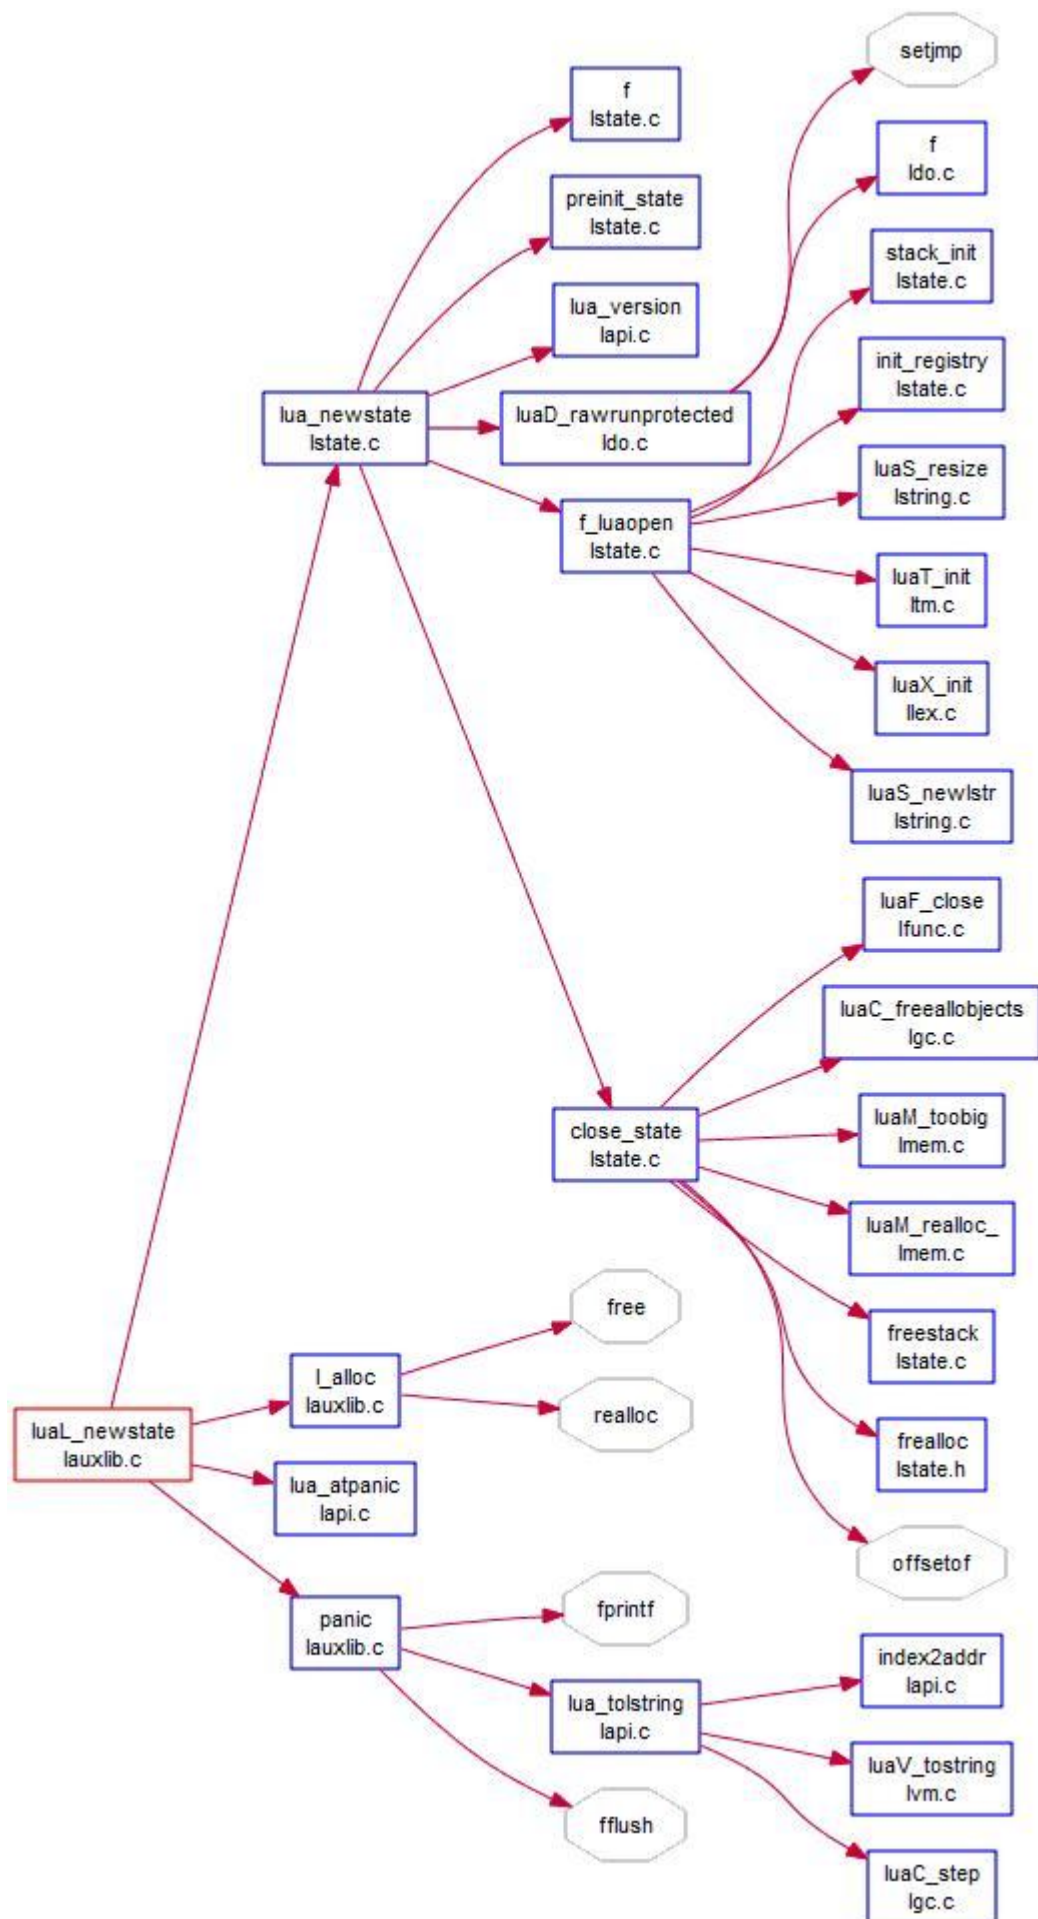 setjmp
f
lstate.c
f
ldo.c
preinit_state
lstate.c
stack_init
lstate.c
lua_version
lapi.c
init_registry
lstate.c
lua_newstate
lstate.c
luaD_rawrunprotected
ldo.c
luaS_resize
lstring.c
f_luaopen
lstate.c
luaT_init
ltm.c
luaX_init
llex.c
luaS_newlstr
lstring.c
luaF_close
lfunc.c
luaC_freeallobjects
lgc.c
close_state
lstate.c
luaM_toobig
lmem.c
luaM_realloc_
lmem.c
free
freestack
lstate.c
l_alloc
lauxlib.c
realloc
luaL_newstate
lauxlib.c
frealloc
lstate.h
lua_atpanic
lapi.c
offsetof
fprintf
panic
lauxlib.c
index2addr
lapi.c
lua_tolstring
lapi.c
luaV_tostring
lvm.c
fflush
luaC_step
lgc.c